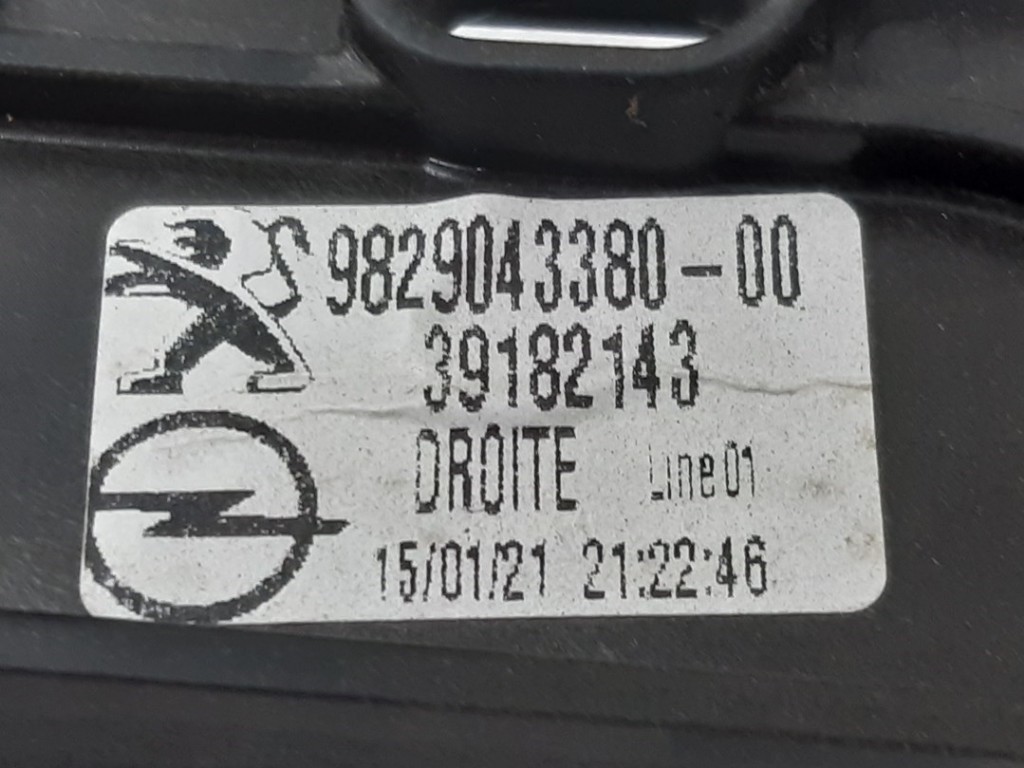 S 9829043380-00
39182143
DROITE Line01
15/01/21 21:22:46